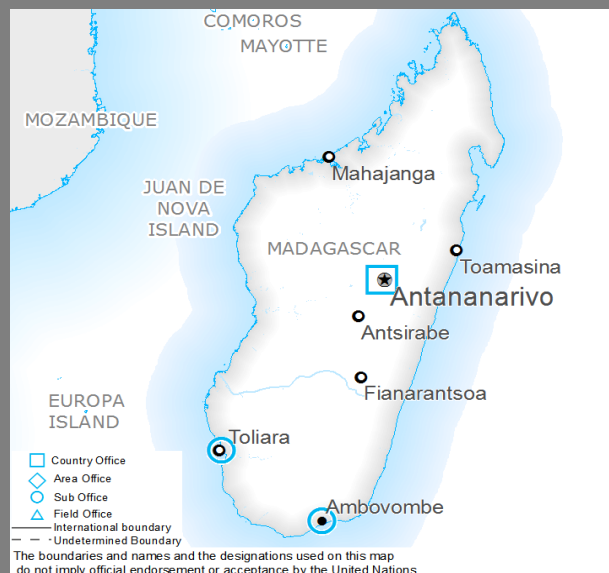 COMOROS
MAYOTTE
MOZAMBIQUE
Mahajanga
JUAN DE
NOVA
ISLAND
MADAGASCAR
Toamasina
Antananarivo
Antsirabe
Fianarantsoa
EUROPA
ISLAND
Toliara
Ambovombe
Country Office
Area Office
Sub Office
Field Office
International boundary
Undetermined Boundary
The boundaries and names and the designations used on this map
do not imply official endorsement or acceptance by the United Nations